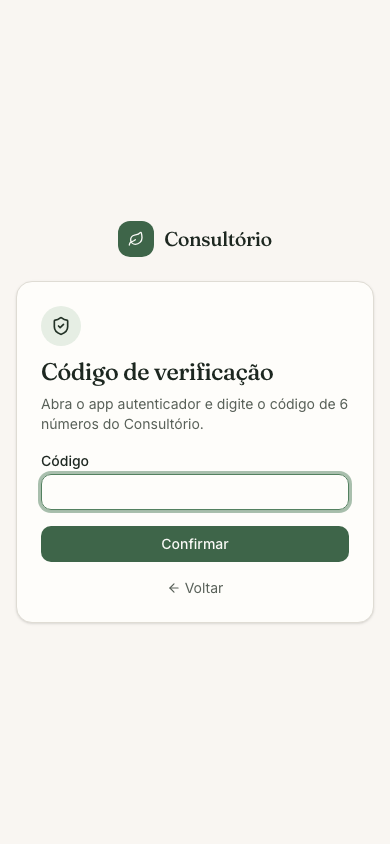 Consultório
Código de verificação
Abra o app autenticador e digite o código de 6
números do Consultório.
Código
Confirmar
← Voltar